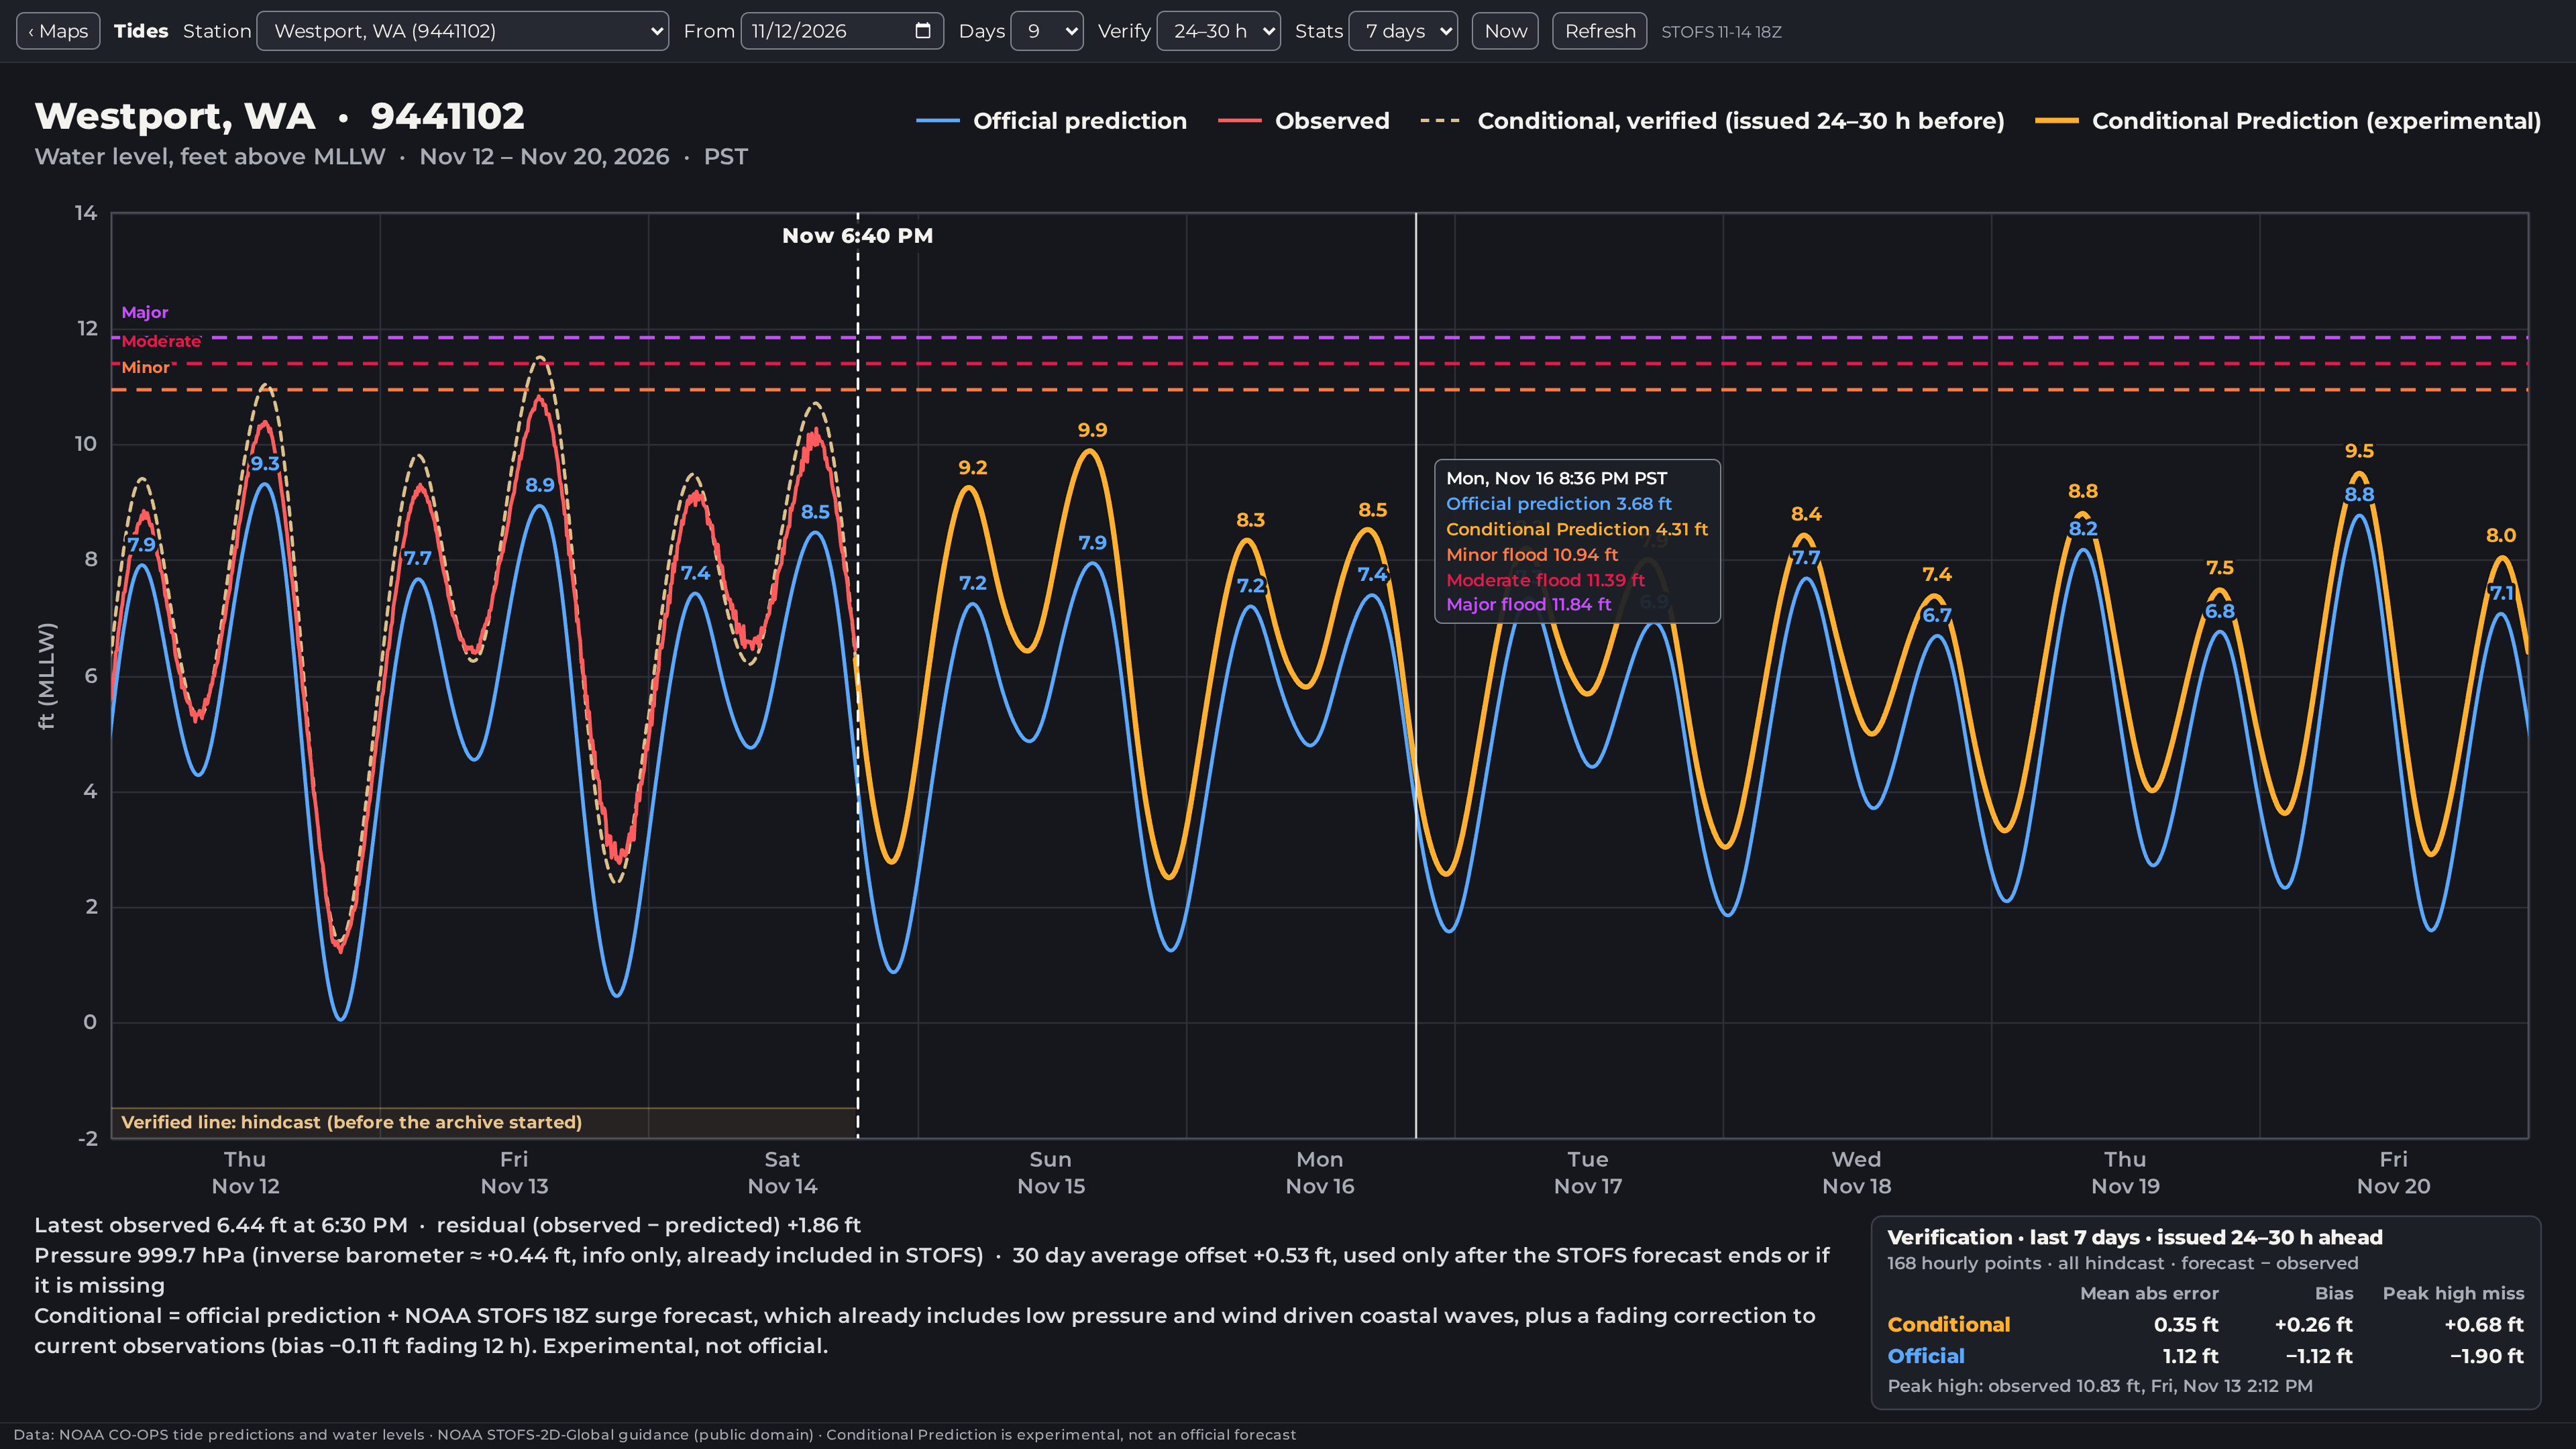 ‹ Maps Tides Station Westport, WA (9441102) From 11/12/2026 Days 9 Verify 24–30 h Stats 7 days Now Refresh STOFS 11-14 18Z
Westport, WA · 9441102
Water level, feet above MLLW · Nov 12 – Nov 20, 2026 · PST
Official prediction Observed Conditional, verified (issued 24–30 h before) Conditional Prediction (experimental)
ft (MLLW)
14
12
10
8
6
4
2
0
-2
Now 6:40 PM
Major
Moderate
Minor
7.9
9.3
7.7
8.9
7.4
8.5
9.2
7.2
9.9
7.9
8.3
7.2
8.5
7.4
Mon, Nov 16 8:36 PM PST
Official prediction 3.68 ft
Conditional Prediction 4.31 ft
Minor flood 10.94 ft
Moderate flood 11.39 ft
Major flood 11.84 ft
7.9
6.9
8.4
7.7
7.4
6.7
8.8
8.2
7.5
6.8
9.5
8.8
8.0
7.1
Verified line: hindcast (before the archive started)
Thu
Nov 12
Fri
Nov 13
Sat
Nov 14
Sun
Nov 15
Mon
Nov 16
Tue
Nov 17
Wed
Nov 18
Thu
Nov 19
Fri
Nov 20
Latest observed 6.44 ft at 6:30 PM · residual (observed − predicted) +1.86 ft
Pressure 999.7 hPa (inverse barometer ≈ +0.44 ft, info only, already included in STOFS) · 30 day average offset +0.53 ft, used only after the STOFS forecast ends or if
it is missing
Conditional = official prediction + NOAA STOFS 18Z surge forecast, which already includes low pressure and wind driven coastal waves, plus a fading correction to
current observations (bias −0.11 ft fading 12 h). Experimental, not official.
Verification · last 7 days · issued 24–30 h ahead
168 hourly points · all hindcast · forecast − observed
Mean abs error Bias Peak high miss
Conditional 0.35 ft +0.26 ft +0.68 ft
Official 1.12 ft −1.12 ft −1.90 ft
Peak high: observed 10.83 ft, Fri, Nov 13 2:12 PM
Data: NOAA CO-OPS tide predictions and water levels · NOAA STOFS-2D-Global guidance (public domain) · Conditional Prediction is experimental, not an official forecast